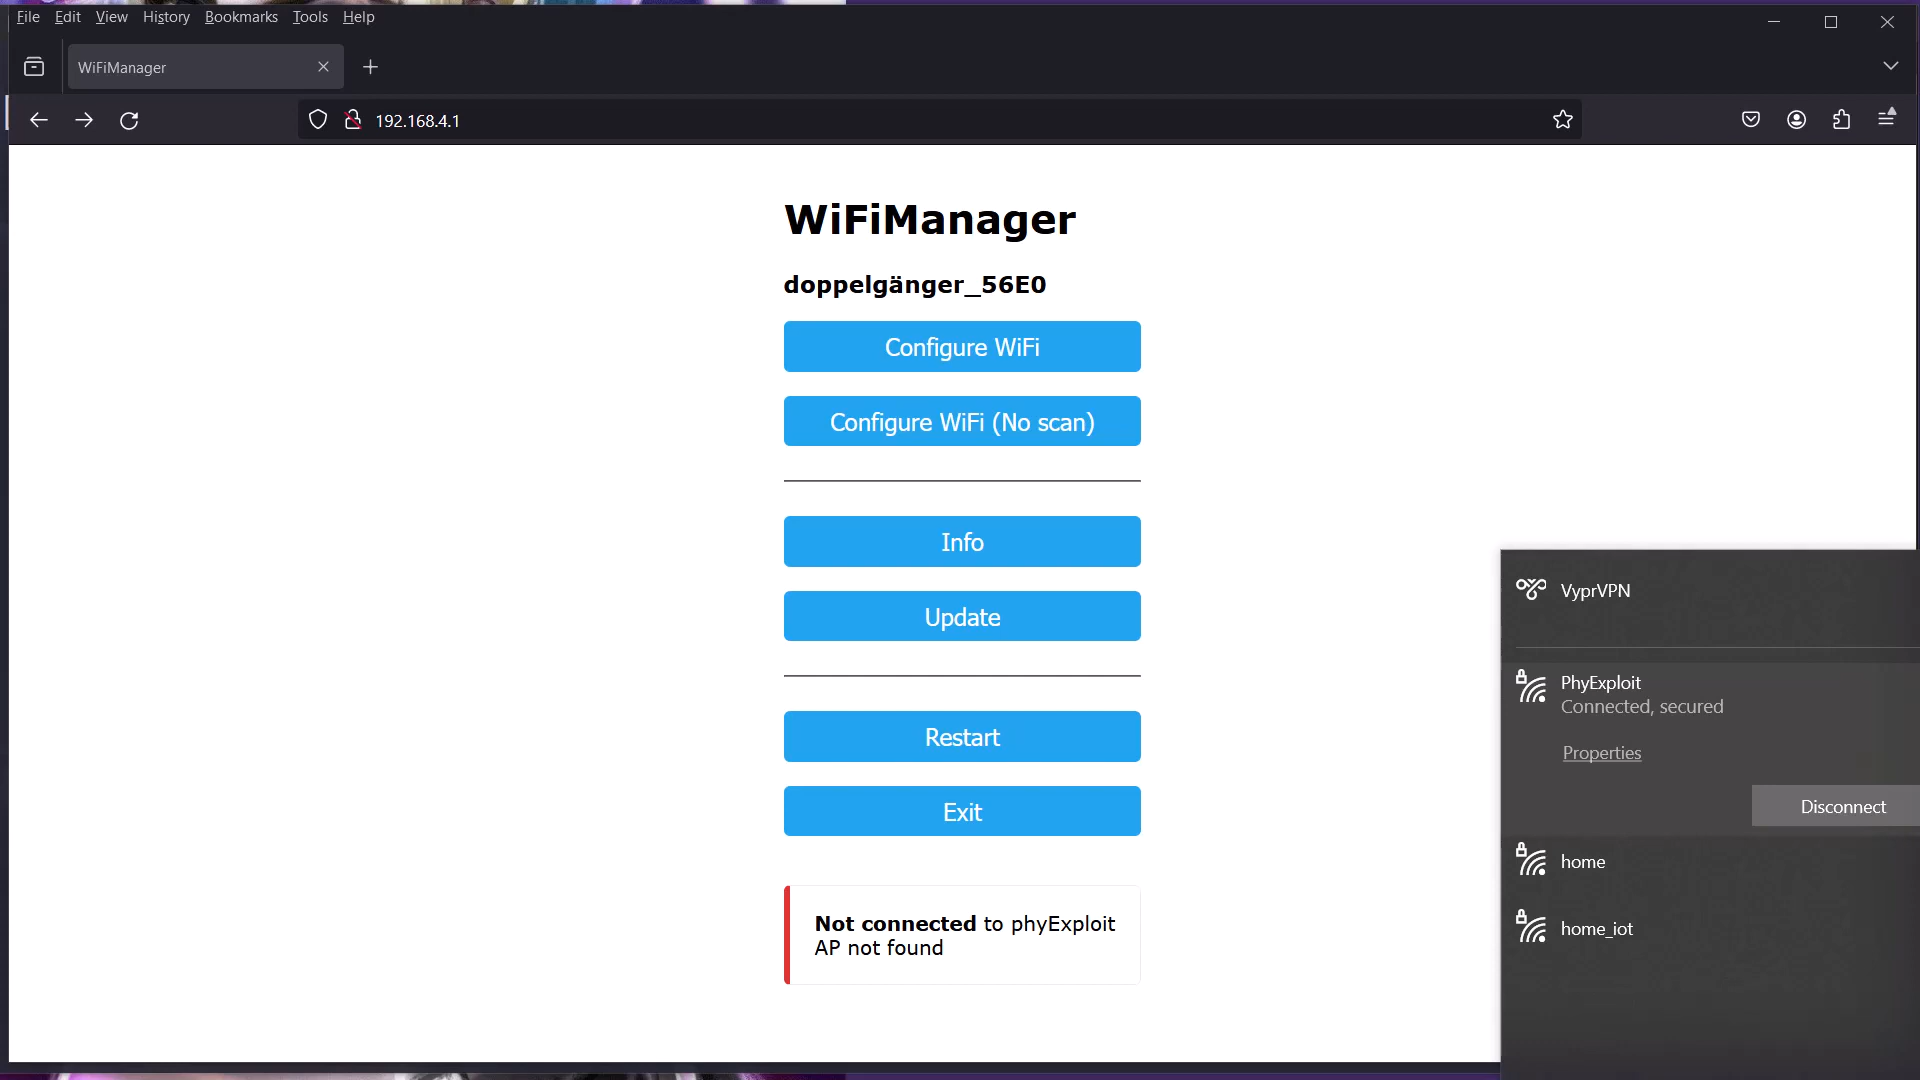 File Edit View History Bookmarks Tools Help
WiFiManager
192.168.4.1
WiFiManager
doppelgänger_56E0
Configure WiFi
Configure WiFi (No scan)
Info
Update
Restart
Exit
Not connected to phyExploit
AP not found
VyprVPN
PhyExploit
Connected, secured
Properties
Disconnect
home
home_iot